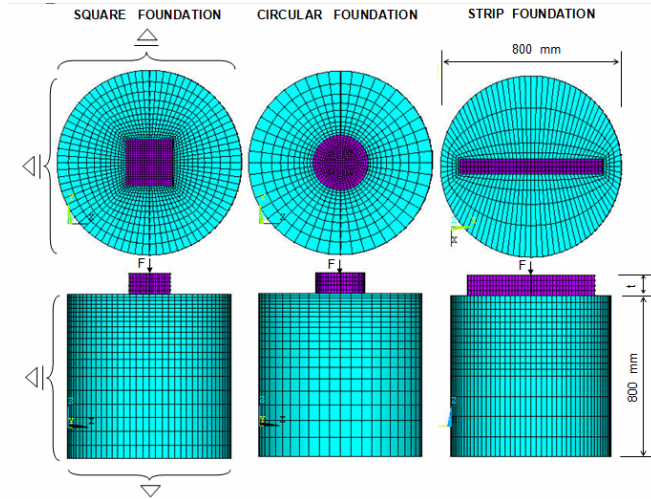 SQUARE FOUNDATION
CIRCULAR FOUNDATION
STRIP FOUNDATION
800 mm
X
X
X
F
F
F
t
800 mm
Z
X
Z
X
Z